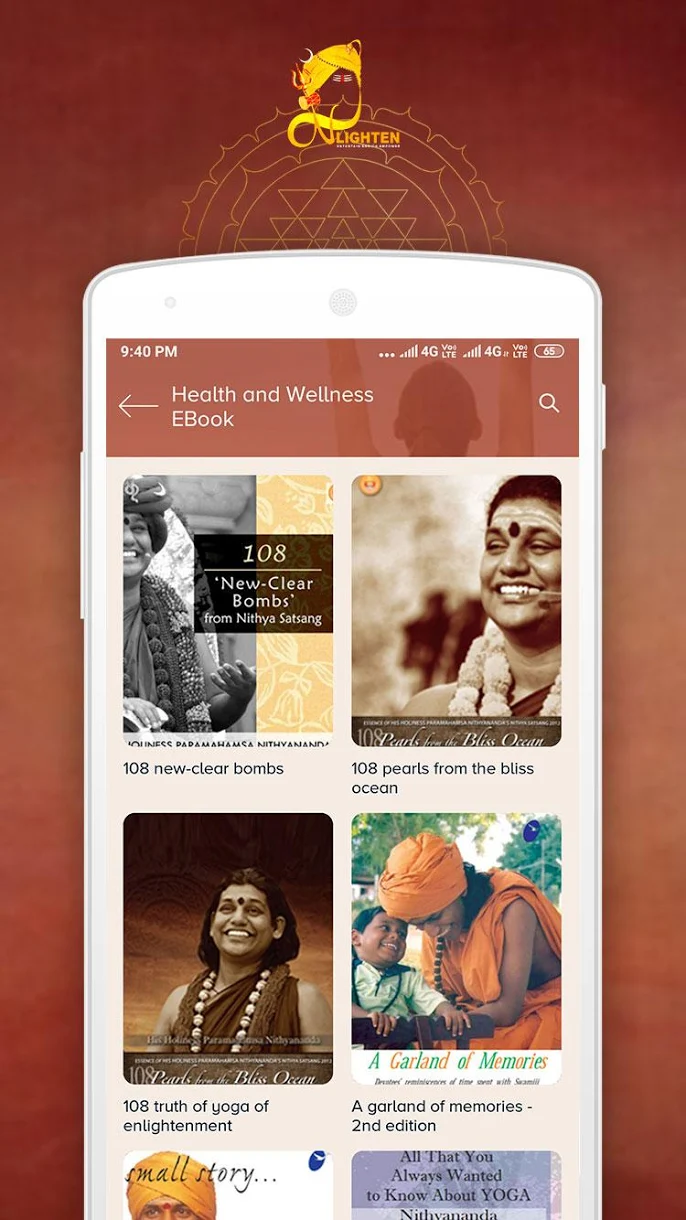 NLIGHTEN
9:40 PM
4G Vo) LTE 4G Vo) LTE 65
Health and Wellness
EBook
108
'New-Clear
Bombs'
from Nithya Satsang
HOLINESS PARAMAHAMSA NITHYANANDA
108 new-clear bombs
ESSENCE OF HIS HOLINESS PARAMAHAMSA NITHYANANDA'S NITHYA SATSANG 2012
108 Pearls from the Bliss Ocean
108 pearls from the bliss
ocean
His Holiness Paramahamsa Nithyananda
ESSENCE OF HIS HOLINESS PARAMAHAMSA NITHYANANDA'S NITHYA SATSANG 2012
108 Pearls from the Bliss Ocean
108 truth of yoga of
enlightenment
A Garland of Memories
Devotees' reminiscences of time spent with Swamiji
A garland of memories -
2nd edition
small story...
All That You
Always Wanted
to Know About YOGA
Nithyananda